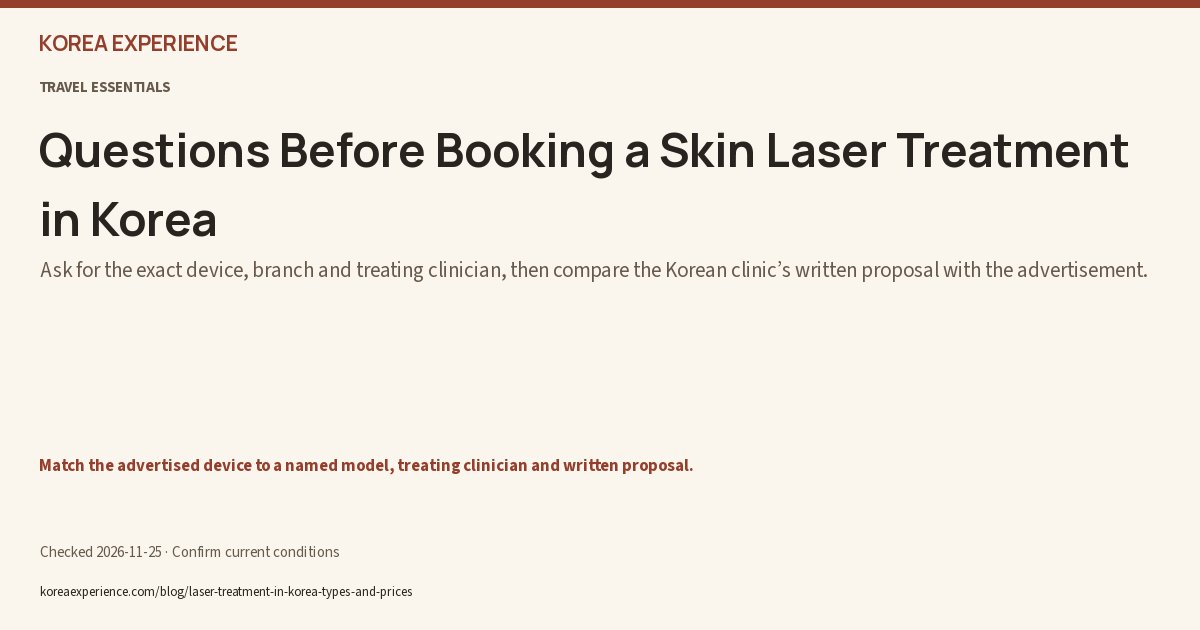 KOREA EXPERIENCE
TRAVEL ESSENTIALS
Questions Before Booking a Skin Laser Treatment
in Korea
Ask for the exact device, branch and treating clinician, then compare the Korean clinic’s written proposal with the advertisement.
Match the advertised device to a named model, treating clinician and written proposal.
Checked 2026-11-25 · Confirm current conditions
koreaexperience.com/blog/laser-treatment-in-korea-types-and-prices